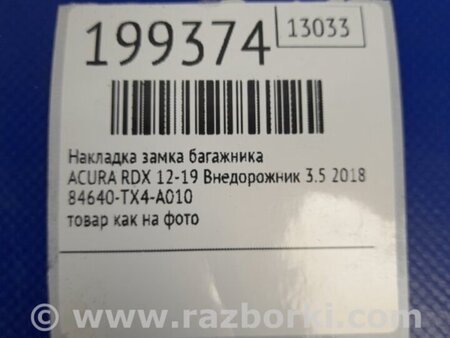 199374
13033
Накладка замка багажника
ACURA RDX 12-19 Внедорожник 3.5 2018
84640-TX4-A010
товар как на фото
www.razborki.com